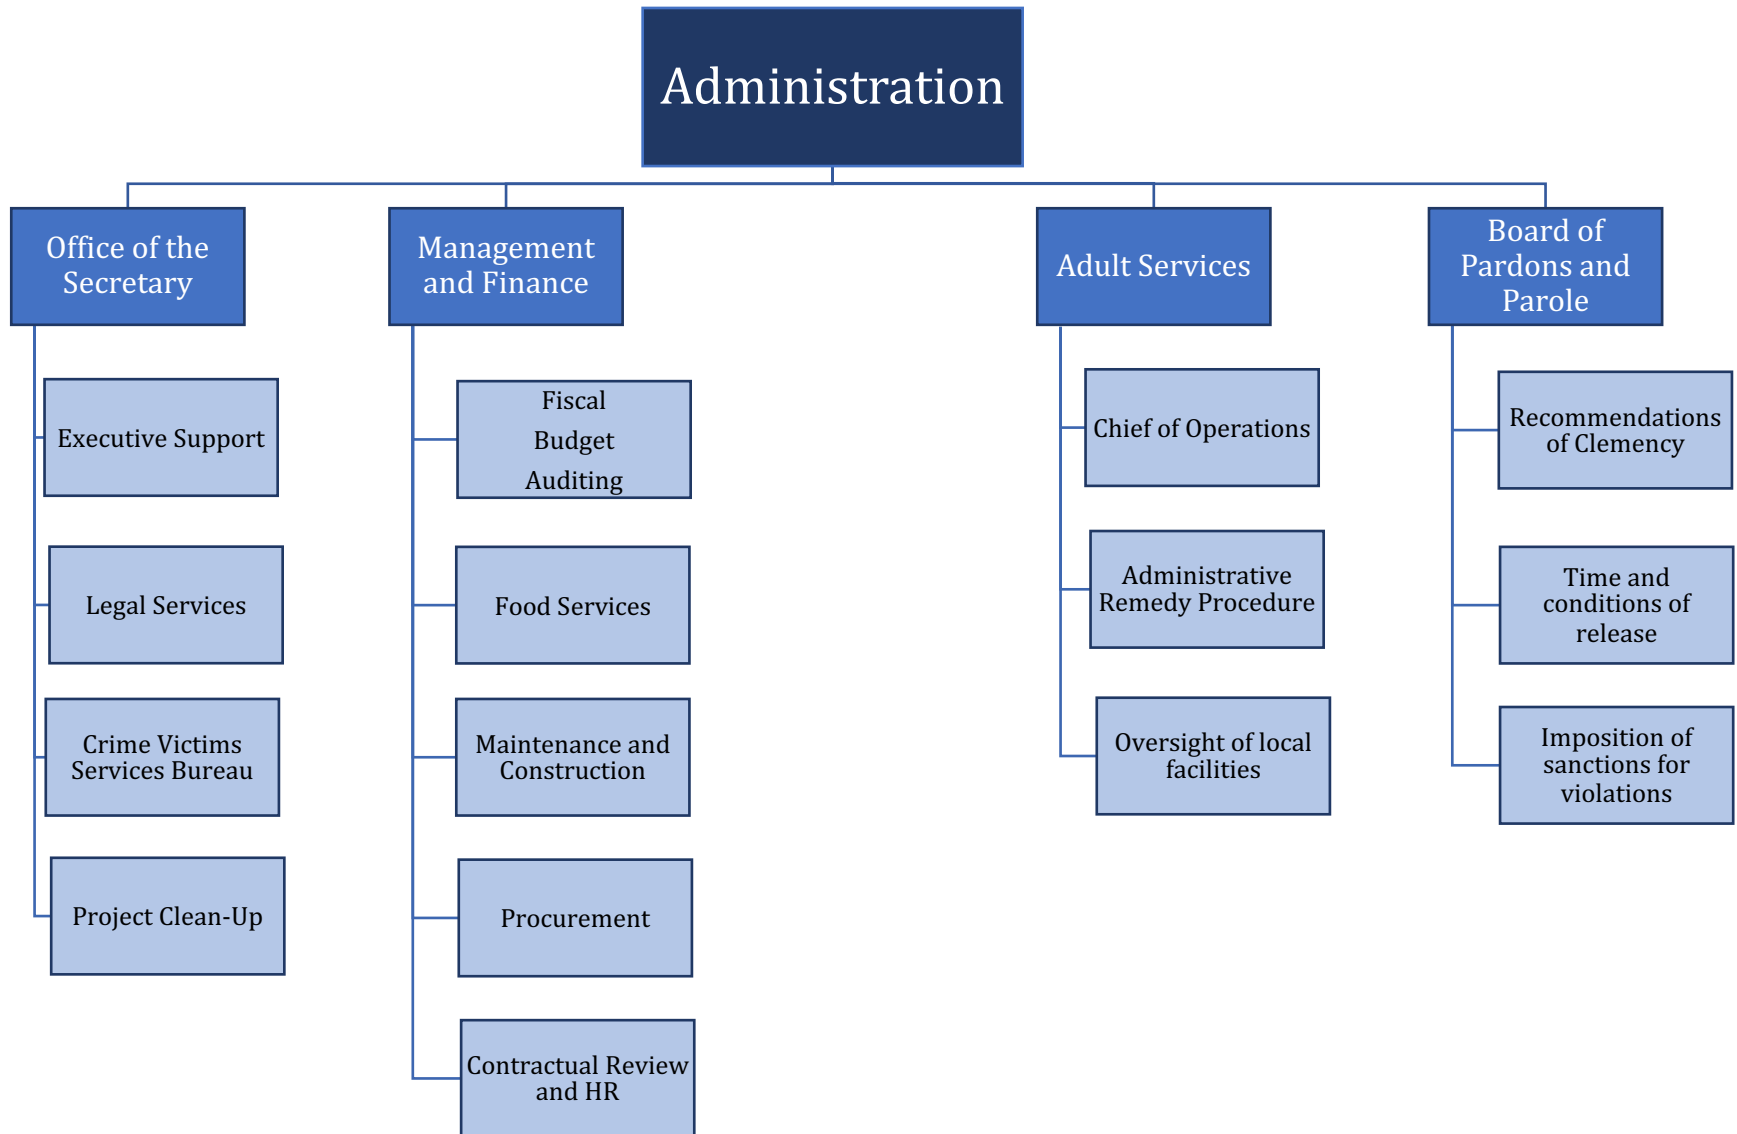 Administration
Office of the
Secretary
Management
and Finance
Adult Services
Board of
Pardons and
Parole
Executive Support
Legal Services
Crime Victims
Services Bureau
Project Clean-Up
Fiscal
Budget
Auditing
Food Services
Maintenance and
Construction
Procurement
Contractual Review
and HR
Chief of Operations
Administrative
Remedy Procedure
Oversight of local
facilities
Recommendations
of Clemency
Time and
conditions of
release
Imposition of
sanctions for
violations